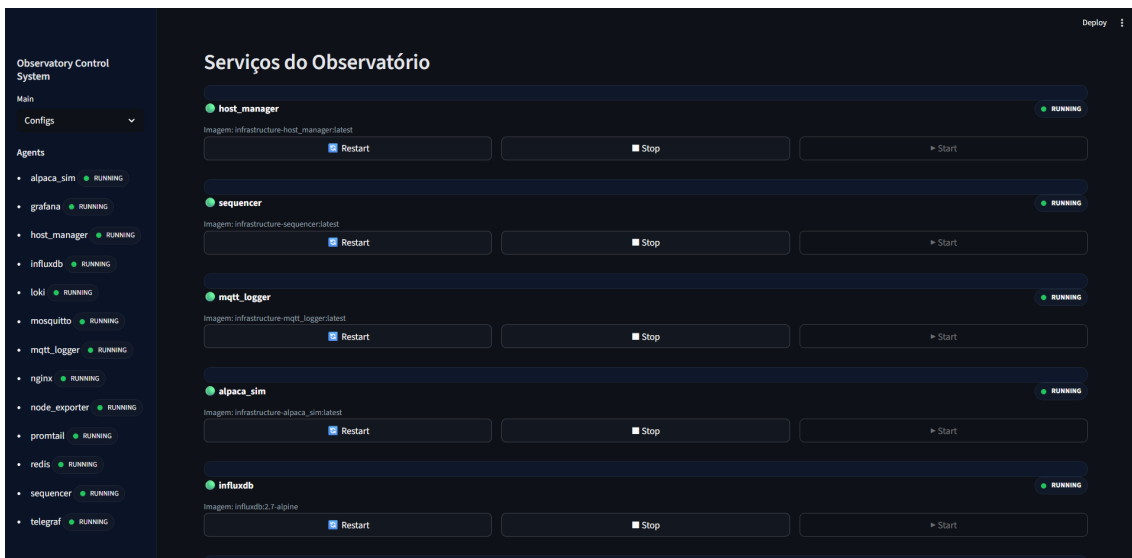 Deploy
Observatory Control
System
Main
Configs
Agents
alpaca_sim RUNNING
grafana RUNNING
host_manager RUNNING
influxdb RUNNING
loki RUNNING
mosquitto RUNNING
mqtt_logger RUNNING
nginx RUNNING
node_exporter RUNNING
promtail RUNNING
redis RUNNING
sequencer RUNNING
telegraf RUNNING
Serviços do Observatório
host_manager RUNNING
Imagem: infrastructure-host_manager:latest
Restart Stop Start
sequencer RUNNING
Imagem: infrastructure-sequencer:latest
Restart Stop Start
mqtt_logger RUNNING
Imagem: infrastructure-mqtt_logger:latest
Restart Stop Start
alpaca_sim RUNNING
Imagem: infrastructure-alpaca_sim:latest
Restart Stop Start
influxdb RUNNING
Imagem: influxdb:2.7-alpine
Restart Stop Start